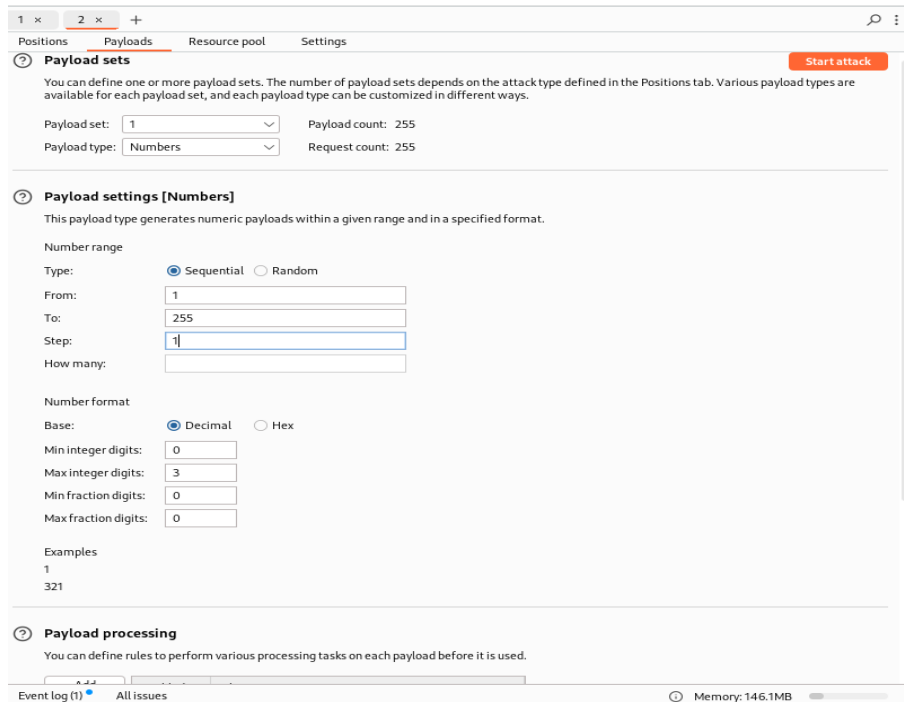 1 × 2 × +
Positions Payloads Resource pool Settings
? Payload sets Start attack
You can define one or more payload sets. The number of payload sets depends on the attack type defined in the Positions tab. Various payload types are
available for each payload set, and each payload type can be customized in different ways.
Payload set: 1 Payload count: 255
Payload type: Numbers Request count: 255
? Payload settings [Numbers]
This payload type generates numeric payloads within a given range and in a specified format.
Number range
Type: Sequential Random
From: 1
To: 255
Step: 1
How many:
Number format
Base: Decimal Hex
Min integer digits: 0
Max integer digits: 3
Min fraction digits: 0
Max fraction digits: 0
Examples
1
321
? Payload processing
You can define rules to perform various processing tasks on each payload before it is used.
Add
Event log (1) All issues Memory: 146.1MB